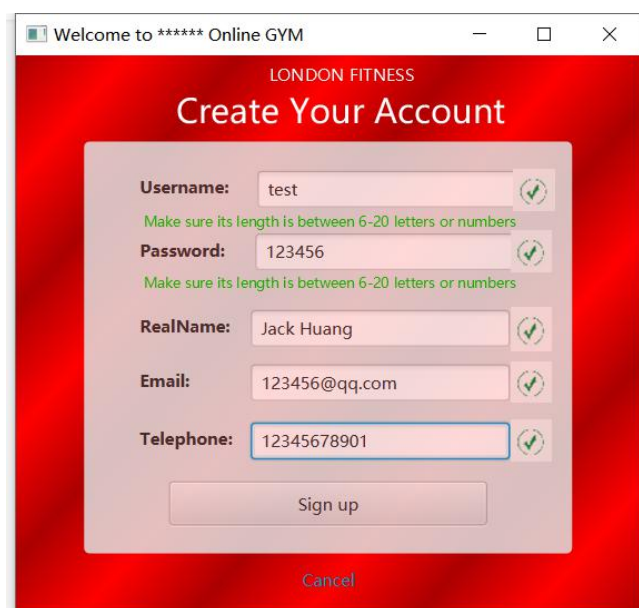 Welcome to ****** Online GYM
LONDON FITNESS
Create Your Account
Username: test
Make sure its length is between 6-20 letters or numbers
Password: 123456
Make sure its length is between 6-20 letters or numbers
RealName: Jack Huang
Email: 123456@qq.com
Telephone: 12345678901
Sign up
Cancel